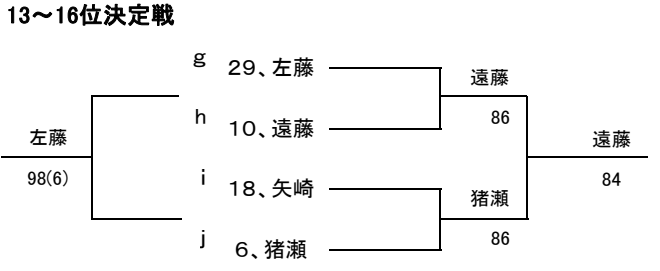 13～16位決定戦
g 29、左藤
遠藤
86
h 10、遠藤
左藤
98(6)
遠藤
84
i 18、矢崎
猪瀬
86
j 6、猪瀬